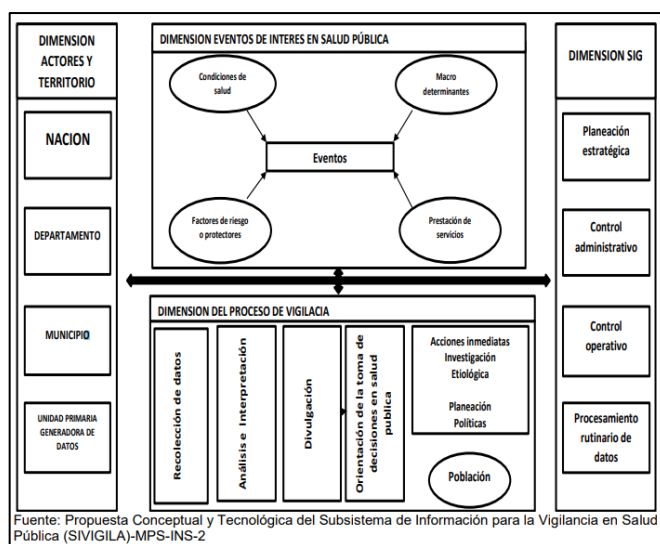 DIMENSION
ACTORES Y
TERRITORIO
NACION
DEPARTAMENTO
MUNICIPIO
UNIDAD PRIMARIA
GENERADORA DE
DATOS
DIMENSION EVENTOS DE INTERES EN SALUD PÚBLICA
Condiciones de
salud
Macro
determinantes
Eventos
Factores de riesgo
o protectores
Prestación de
servicios
DIMENSION DEL PROCESO DE VIGILACIA
Recolección de datos
Análisis e Interpretación
Divulgación
Orientación de la toma de
decisiones en salud
publica
Acciones inmediatas
Investigación
Etiológica
Planeación
Políticas
Población
DIMENSION SIG
Planeación
estratégica
Control
administrativo
Control
operativo
Procesamiento
rutinario de
datos
Fuente: Propuesta Conceptual y Tecnológica del Subsistema de Información para la Vigilancia en Salud
Pública (SIVIGILA)-MPS-INS-2